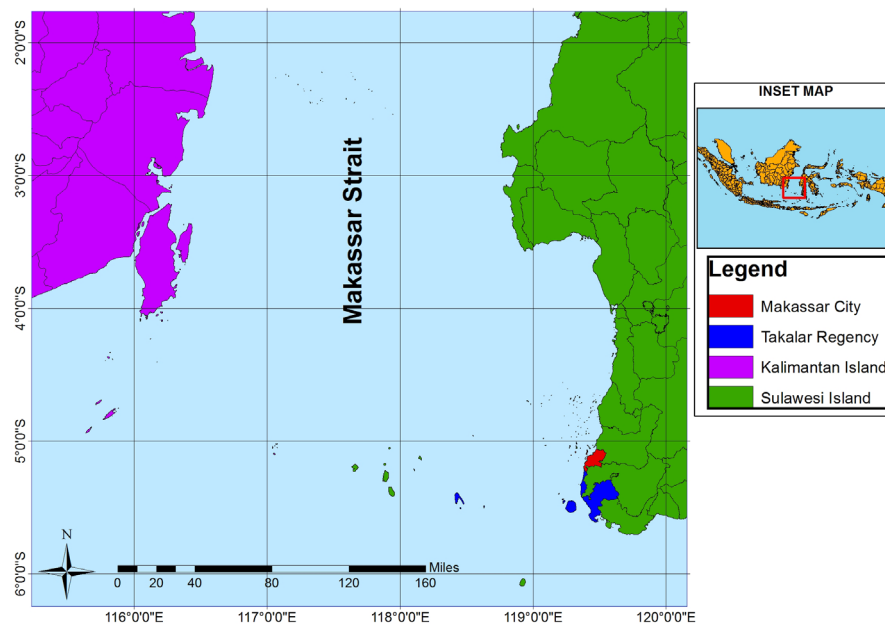 2°0'0"S
3°0'0"S
4°0'0"S
5°0'0"S
6°0'0"S
Makassar Strait
N
Miles
0 20 40 80 120 160
116°0'0"E 117°0'0"E 118°0'0"E 119°0'0"E 120°0'0"E
INSET MAP
Legend
Makassar City
Takalar Regency
Kalimantan Island
Sulawesi Island